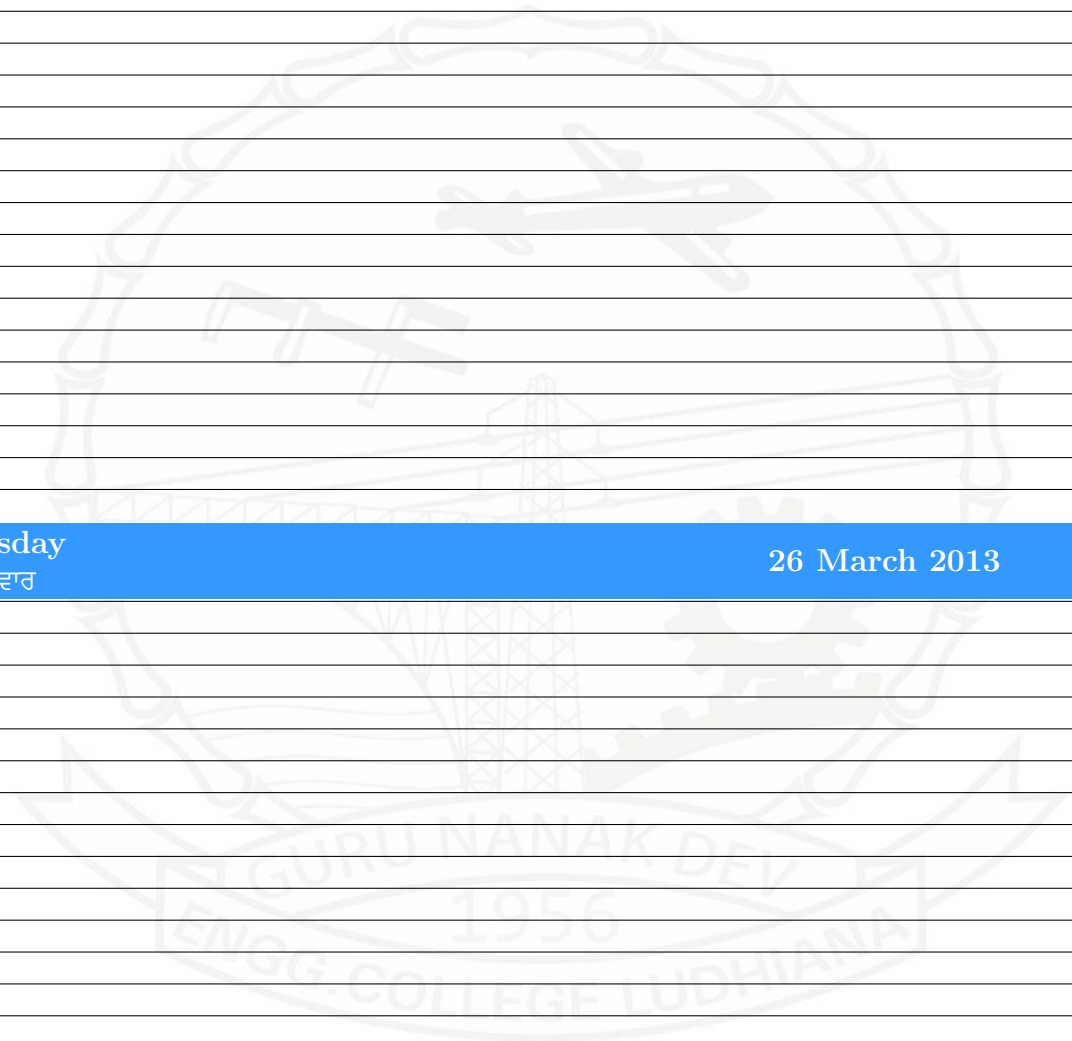 sday
ਵਾਰ
26 March 2013
GURU NANAK DEV
1956
ENGG. COLLEGE LUDHIANA